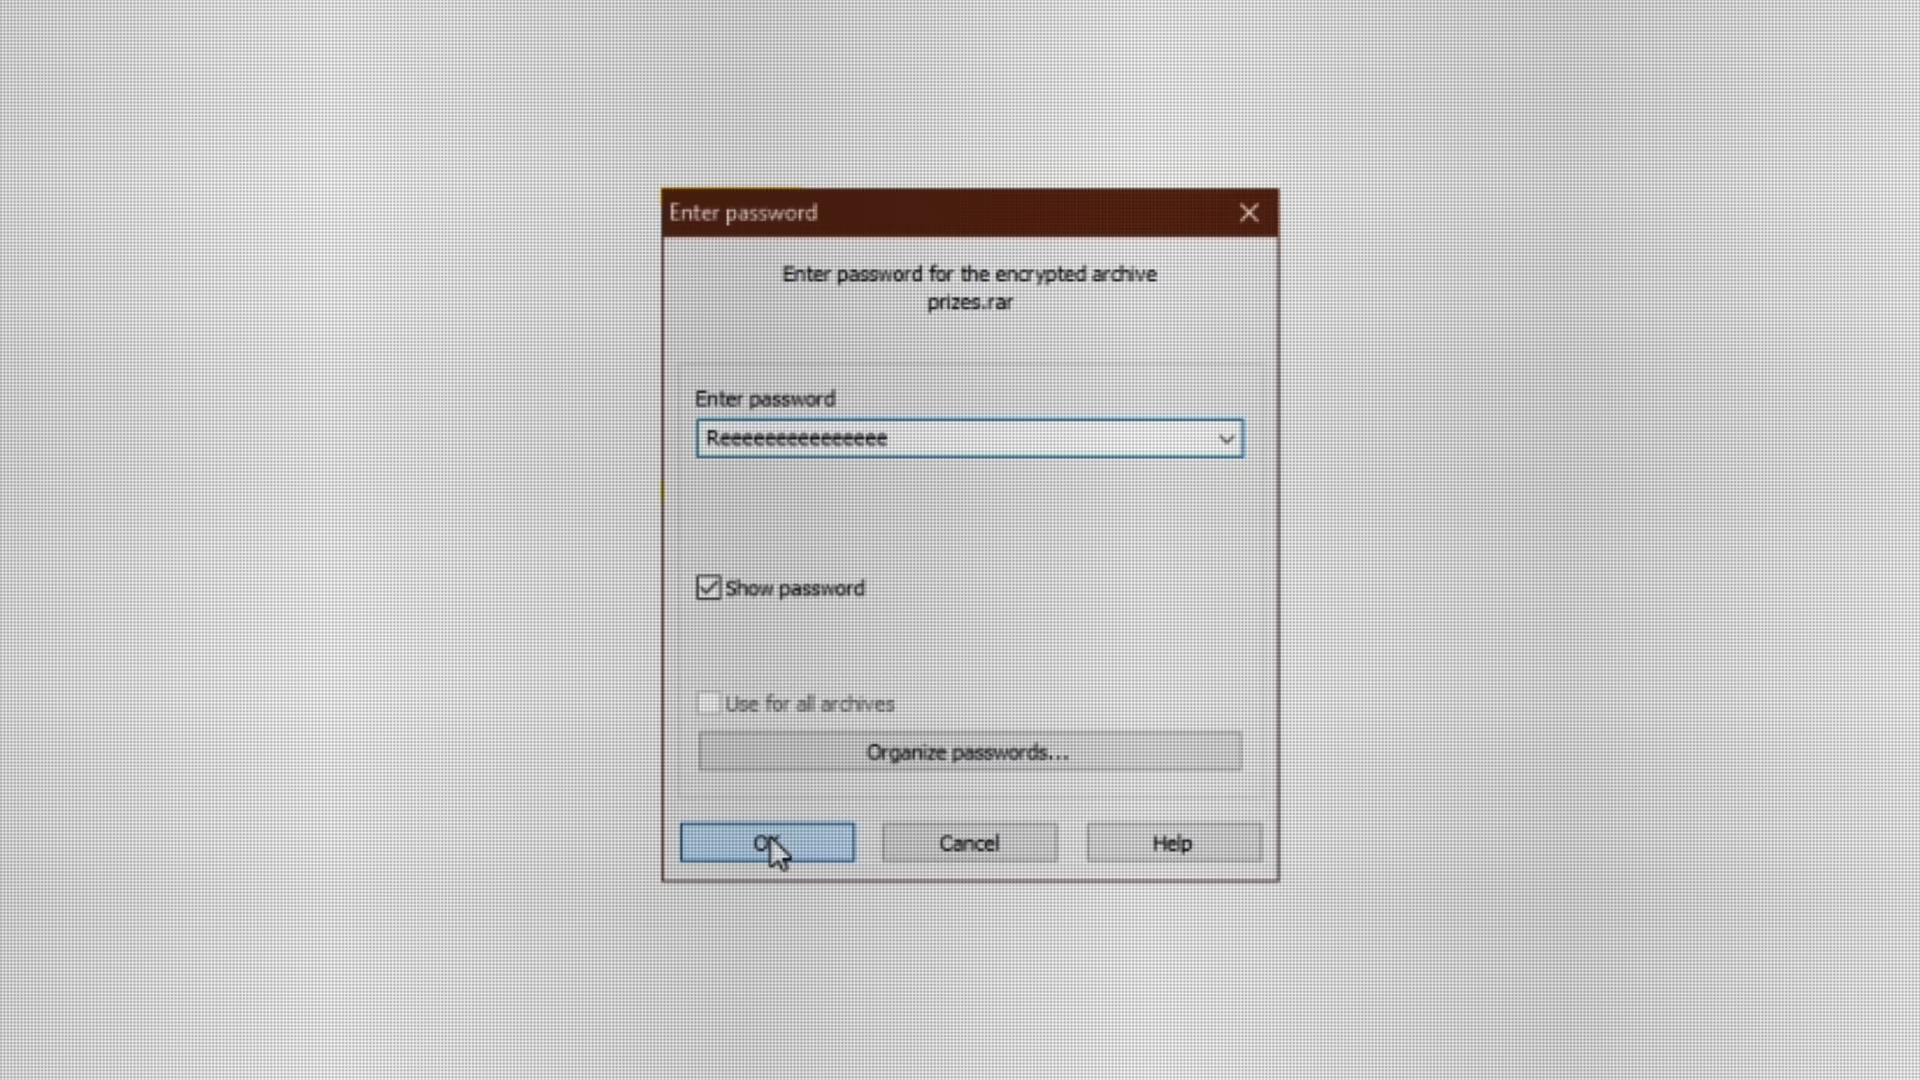 Enter password
Enter password for the encrypted archive
prizes.rar
Enter password
Reeeeeeeeeeeeeee
Show password
Use for all archives
Organize passwords...
OK
Cancel
Help